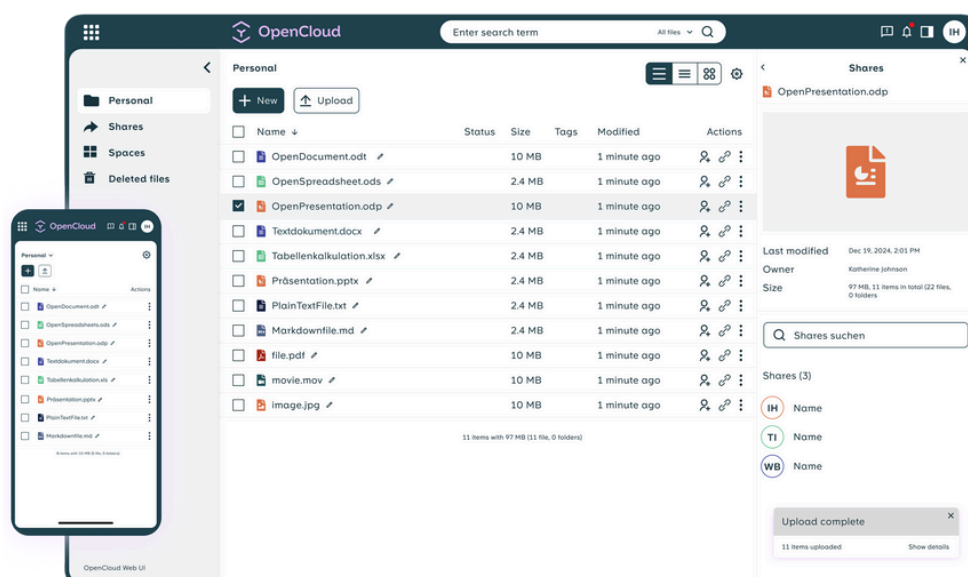 OpenCloud
Enter search term
All files
IH
Personal
Shares
Spaces
Deleted files
OpenCloud Web UI
Personal
New
Upload
Name Status Size Tags Modified Actions
OpenDocument.odt 10 MB 1 minute ago
OpenSpreadsheet.ods 2.4 MB 1 minute ago
OpenPresentation.odp 10 MB 1 minute ago
Textdokument.docx 2.4 MB 1 minute ago
Tabellenkalkulation.xlsx 2.4 MB 1 minute ago
Präsentation.pptx 2.4 MB 1 minute ago
PlainTextFile.txt 2.4 MB 1 minute ago
Markdownfile.md 2.4 MB 1 minute ago
file.pdf 10 MB 1 minute ago
movie.mov 10 MB 1 minute ago
image.jpg 10 MB 1 minute ago
11 items with 97 MB (11 file, 0 folders)
Shares
OpenPresentation.odp
Last modified Dec 19, 2024, 2:01 PM
Owner Katherine Johnson
Size 97 MB, 11 items in total (22 files,
0 folders
Shares suchen
Shares (3)
IH Name
TI Name
WB Name
Upload complete
11 items uploaded Show details
OpenCloud
IH
Personal
Name Actions
OpenDocument.odt
OpenSpreadsheets.ods
OpenPresentation.odp
Textdokument.docx
Tabellenkalkulation.xls
Präsentation.pptx
PlainTextFile.txt
Markdownfile.md